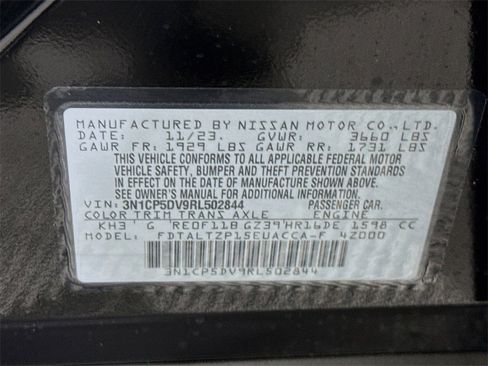 MANUFACTURED BY NISSAN MOTOR CO., LTD.
DATE: 11/23 GVWR: 3660 LBS
GAWR FR: 1929 LBS GAWR RR: 1731 LBS
THIS VEHICLE CONFORMS TO ALL APPLICABLE FEDERAL MOTOR
VEHICLE SAFETY, BUMPER AND THEFT PREVENTION STANDARDS
IN EFFECT ON THE DATE OF MANUFACTURE SHOWN ABOVE.
SEE OWNER'S MANUAL FOR ADDITIONAL INFORMATION.
VIN: 3N1CP5DV9RL502844 PASSENGER CAR.
COLOR TRIM TRANS AXLE ENGINE
KH3 G RE0F11B GZ39 HR16DE 1598 CC
MODEL: FDTALTZP15EUACCA-F 4Z000
3N1CP5DV9RL502844